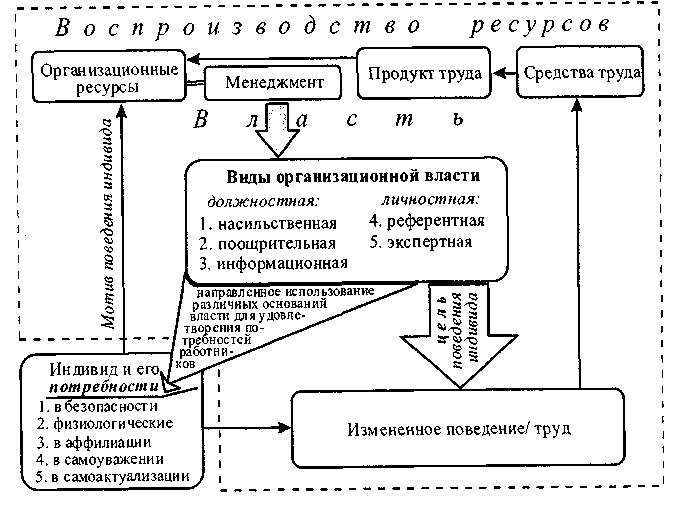 Воспроизводство ресурсов
Организационные
ресурсы
Менеджмент
Продукт труда
Средства труда
Власть
Мотив поведения индивида
Виды организационной власти
должностная:
личностная:
1. насильственная
4. референтная
2. поощрительная
5. экспертная
3. информационная
направленное использование
различных оснований
власти для удовле-
творения по-
требностей
работни-
ков
цель
поведения
индивида
Индивид и его
потребности
1. в безопасности
2. физиологические
3. в аффилиации
4. в самоуважении
5. в самоактуализации
Измененное поведение/ труд